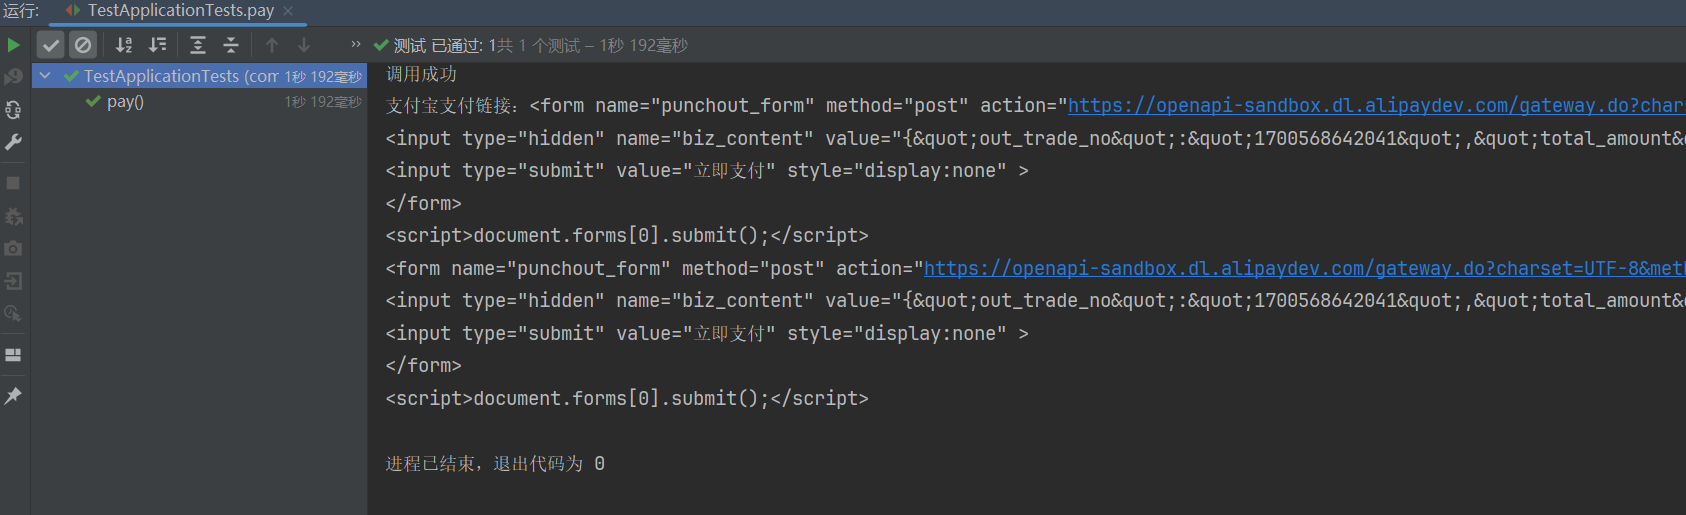 运行: TestApplicationTests.pay ×
» 测试 已通过: 1共 1 个测试 – 1秒 192毫秒
TestApplicationTests (com 1秒 192毫秒
pay() 1秒 192毫秒
调用成功
支付宝支付链接: <form name="punchout_form" method="post" action="https://openapi-sandbox.dl.alipaydev.com/gateway.do?chars
<input type="hidden" name="biz_content" value="{&quot;out_trade_no&quot;:&quot;1700568642041&quot;,&quot;total_amount&q
<input type="submit" value="立即支付" style="display:none" >
</form>
<script>document.forms[0].submit();</script>
<form name="punchout_form" method="post" action="https://openapi-sandbox.dl.alipaydev.com/gateway.do?charset=UTF-8&meth
<input type="hidden" name="biz_content" value="{&quot;out_trade_no&quot;:&quot;1700568642041&quot;,&quot;total_amount&q
<input type="submit" value="立即支付" style="display:none" >
</form>
<script>document.forms[0].submit();</script>
进程已结束，退出代码为 0